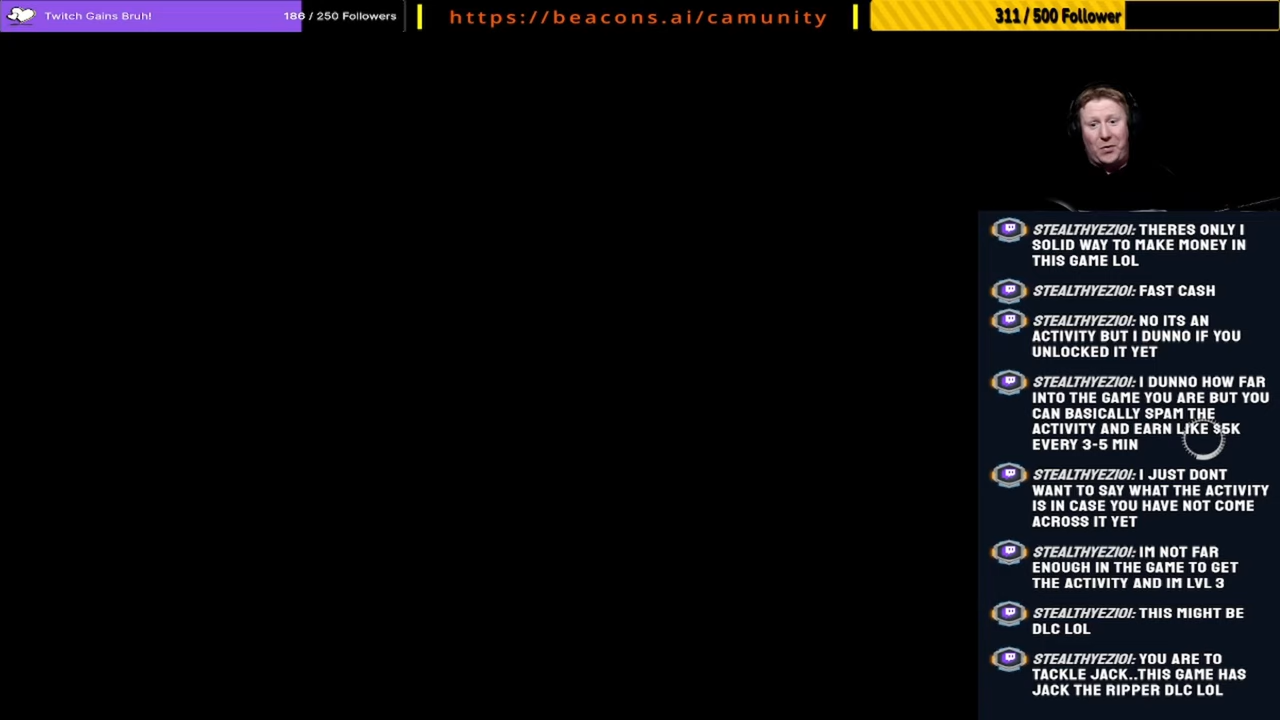 Twitch Gains Bruh!
186 / 250 Followers
https://beacons.ai/camunity
311 / 500 Follower
STEALTHYEZIO1: THERES ONLY 1
SOLID WAY TO MAKE MONEY IN
THIS GAME LOL
STEALTHYEZIO1: FAST CASH
STEALTHYEZIO1: NO ITS AN
ACTIVITY BUT I DUNNO IF YOU
UNLOCKED IT YET
STEALTHYEZIO1: I DUNNO HOW FAR
INTO THE GAME YOU ARE BUT YOU
CAN BASICALLY SPAM THE
ACTIVITY AND EARN LIKE $5K
EVERY 3-5 MIN
STEALTHYEZIO1: I JUST DONT
WANT TO SAY WHAT THE ACTIVITY
IS IN CASE YOU HAVE NOT COME
ACROSS IT YET
STEALTHYEZIO1: IM NOT FAR
ENOUGH IN THE GAME TO GET
THE ACTIVITY AND IM LVL 3
STEALTHYEZIO1: THIS MIGHT BE
DLC LOL
STEALTHYEZIO1: YOU ARE TO
TACKLE JACK..THIS GAME HAS
JACK THE RIPPER DLC LOL